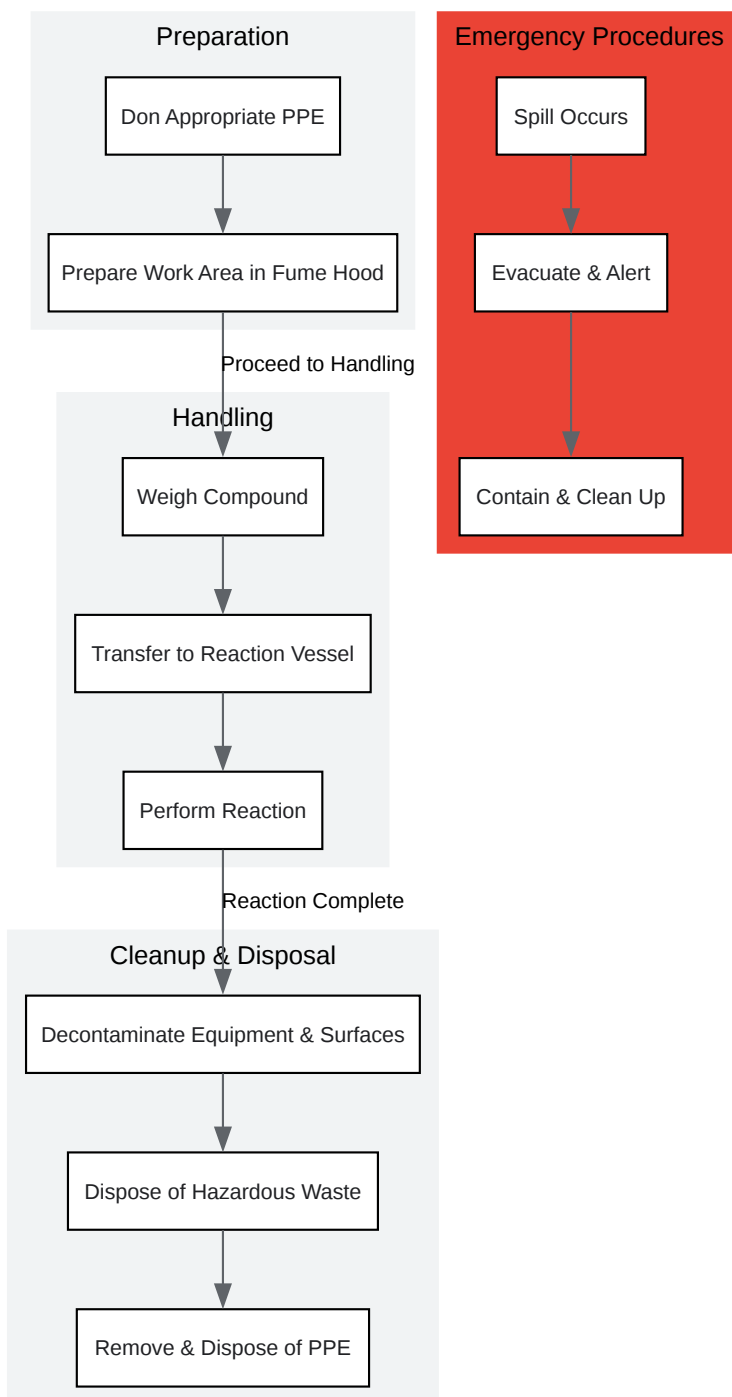 Preparation
Don Appropriate PPE
Prepare Work Area in Fume Hood
Proceed to Handling
Handling
Weigh Compound
Transfer to Reaction Vessel
Perform Reaction
Reaction Complete
Cleanup & Disposal
Decontaminate Equipment & Surfaces
Dispose of Hazardous Waste
Remove & Dispose of PPE
Emergency Procedures
Spill Occurs
Evacuate & Alert
Contain & Clean Up